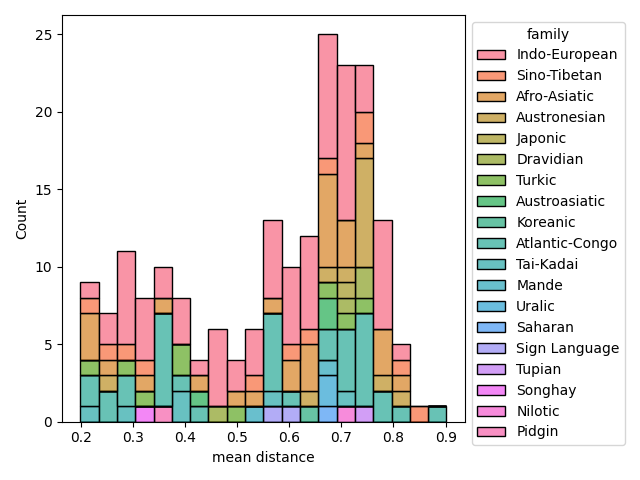 25
20
15
10
5
0
Count
0.2 0.3 0.4 0.5 0.6 0.7 0.8 0.9
mean distance
family
Indo-European
Sino-Tibetan
Afro-Asiatic
Austronesian
Japonic
Dravidian
Turkic
Austroasiatic
Koreanic
Atlantic-Congo
Tai-Kadai
Mande
Uralic
Saharan
Sign Language
Tupian
Songhay
Nilotic
Pidgin